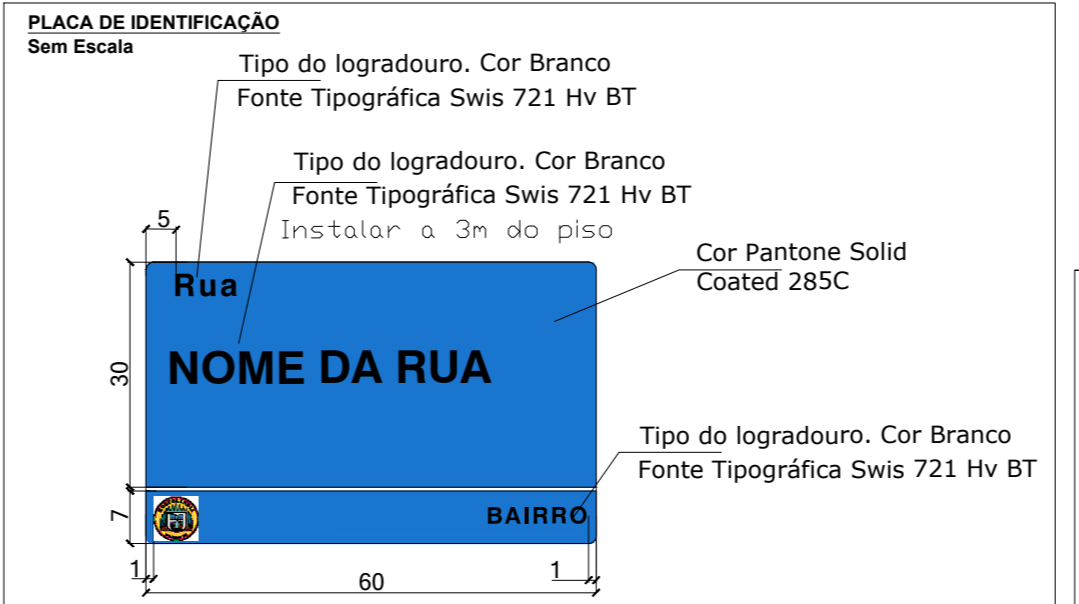 PLACA DE IDENTIFICAÇÃO
Sem Escala
Tipo do logradouro. Cor Branco
Fonte Tipográfica Swis 721 Hv BT
Tipo do logradouro. Cor Branco
Fonte Tipográfica Swis 721 Hv BT
Instalar a 3m do piso
5
Cor Pantone Solid
Coated 285C
Rua
30
NOME DA RUA
Tipo do logradouro. Cor Branco
Fonte Tipográfica Swis 721 Hv BT
7
BAIRRO
1
60
1